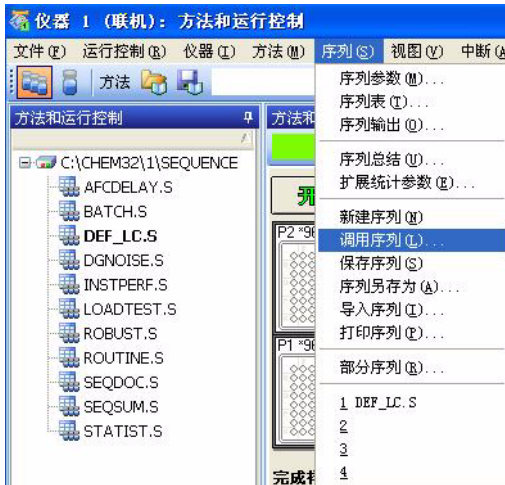 仪器 1 (联机): 方法和运行控制
文件(F) 运行控制(R) 仪器(I) 方法(M) 序列(S) 视图(V) 中断(A
方法
方法和运行控制
方法和
C:\CHEM32\1\SEQUENCE
AFCDELAY.S
BATCH.S
DEF_LC.S
DGNOISE.S
INSTPERF.S
LOADTEST.S
ROBUST.S
ROUTINE.S
SEQDOC.S
SEQSUM.S
STATIST.S
开
P2 *96
P1 *96
完成样
序列参数(M)...
序列表(T)...
序列输出(O)...
序列总结(U)...
扩展统计参数(E)...
新建序列(N)
调用序列(L)...
保存序列(S)
序列另存为(A)...
导入序列(I)...
打印序列(P)...
部分序列(R)...
1 DEF_LC.S
2
3
4